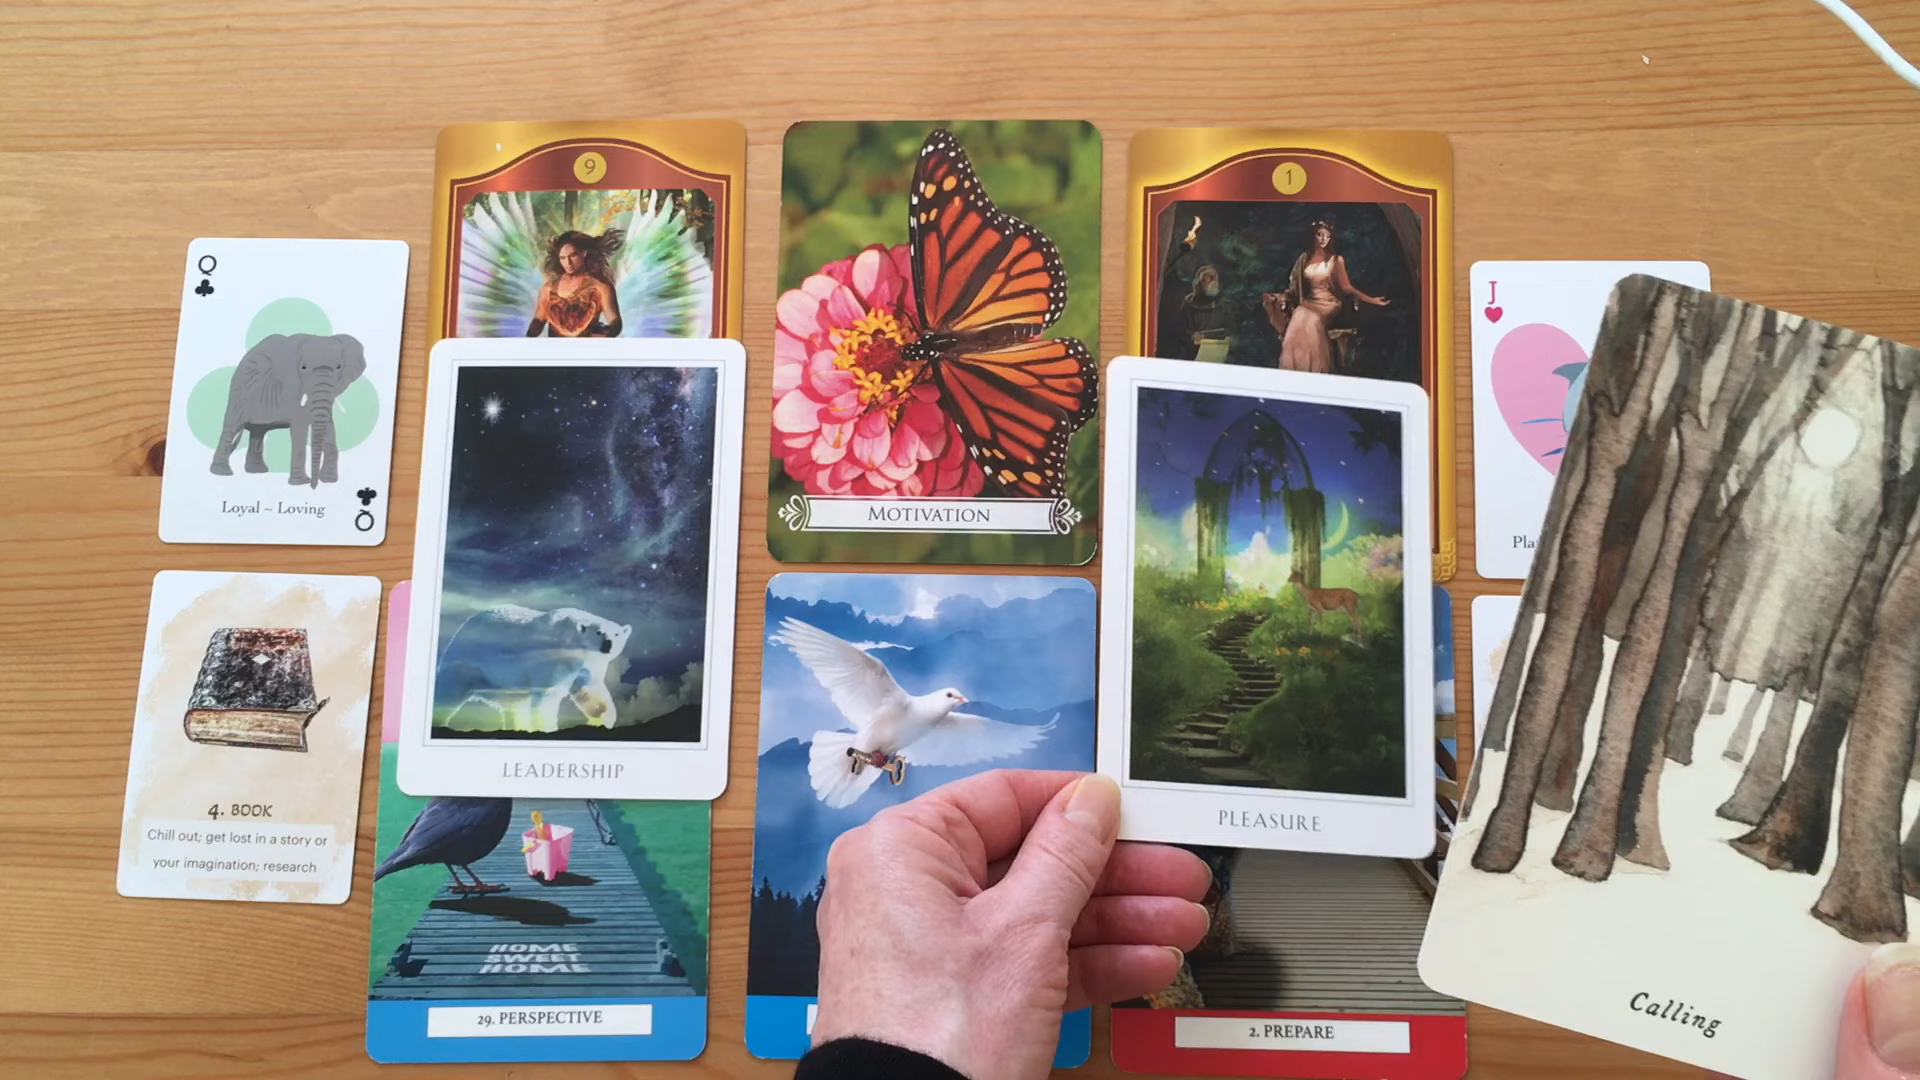 9
1
Q
J
MOTIVATION
Loyal ~ Loving
Q
LEADERSHIP
PLEASURE
4. BOOK
Chill out; get lost in a story or
your imagination; research
HOME
SWEET
HOME
29. PERSPECTIVE
2. PREPARE
Calling